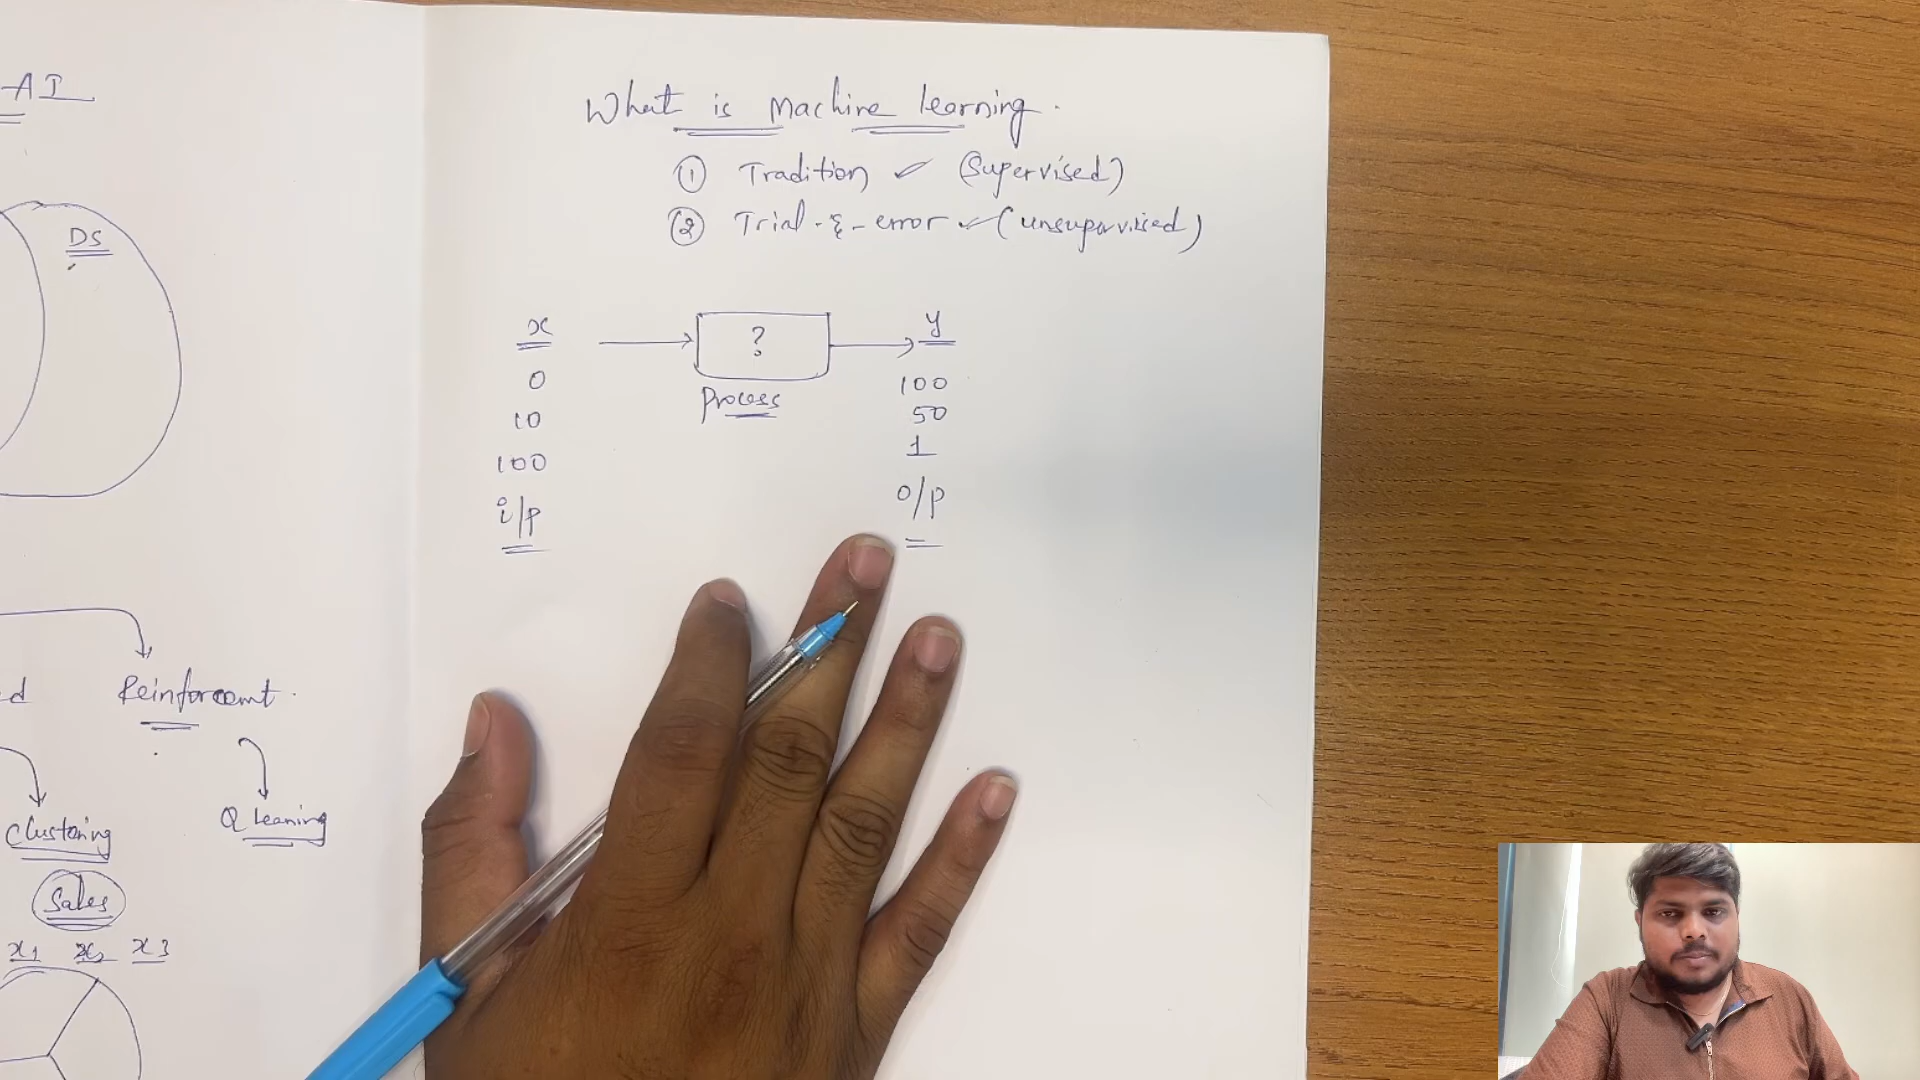 AI
DS
d
Reinforcemt.
Clustering
Q Leaning
Sales
x1 x2 x3
What is Machine learning.
① Tradition ✓ (Supervised)
② Trial-&-error ✓ (unsupervised)
x → ? → y
Process
0 100
10 50
100 1
i/p o/p